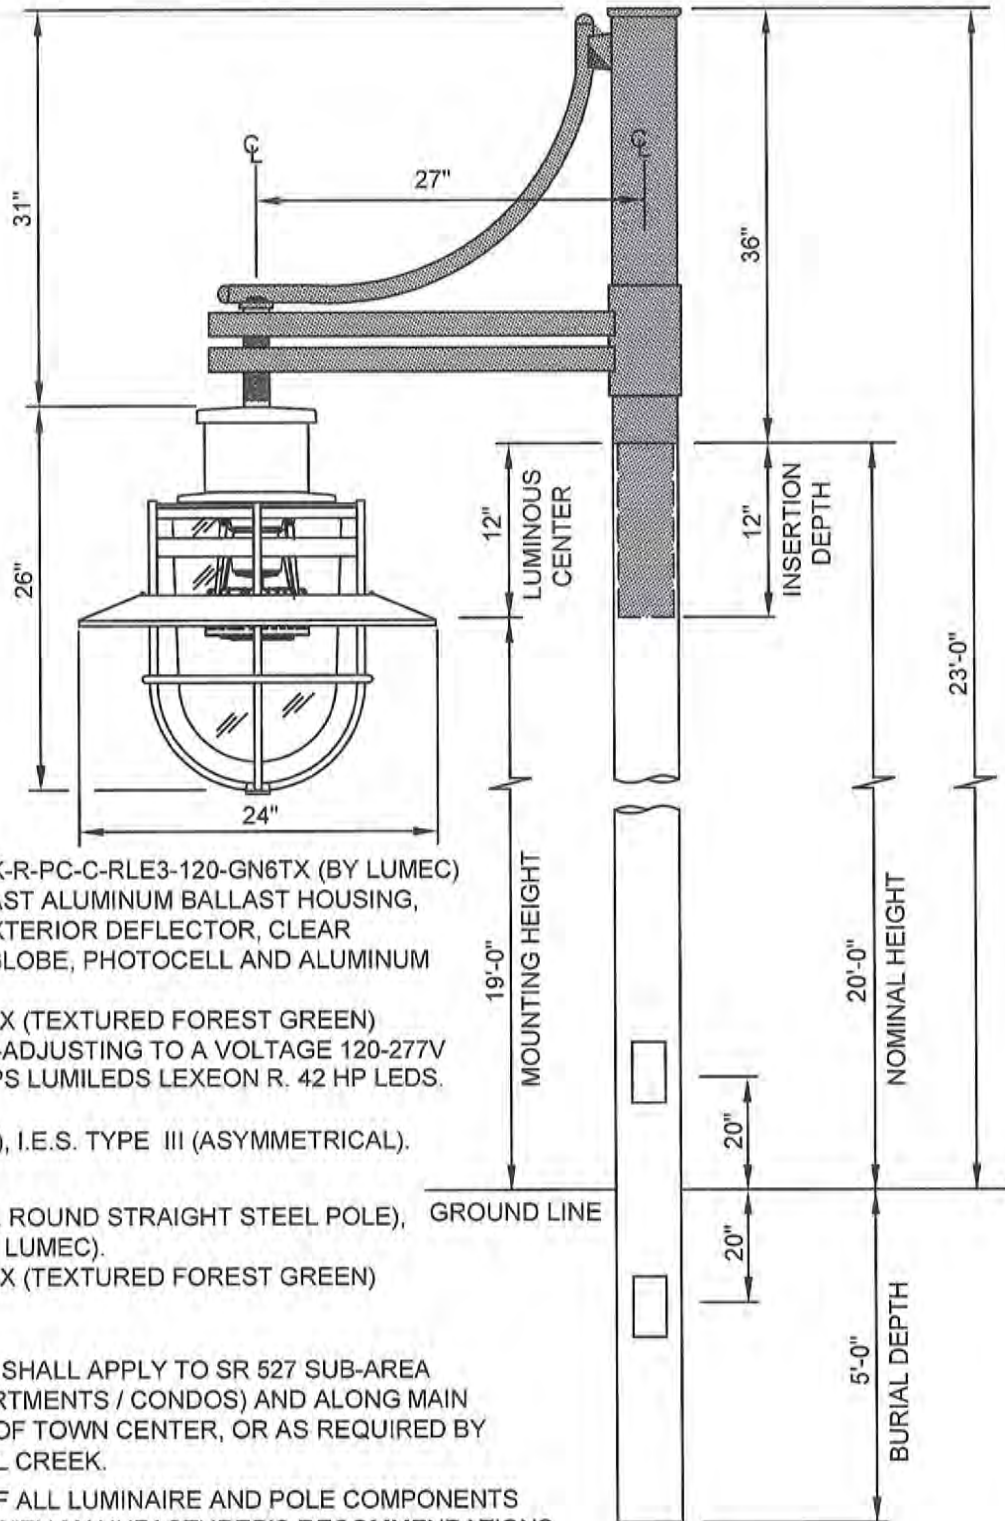 31"
℄
27"
℄
36"
26"
12"
LUMINOUS
CENTER
12"
INSERTION
DEPTH
23'-0"
24"
K-R-PC-C-RLE3-120-GN6TX (BY LUMEC)
AST ALUMINUM BALLAST HOUSING,
XTERIOR DEFLECTOR, CLEAR
GLOBE, PHOTOCELL AND ALUMINUM
X (TEXTURED FOREST GREEN)
-ADJUSTING TO A VOLTAGE 120-277V
PS LUMILEDS LEXEON R. 42 HP LEDS.
), I.E.S. TYPE III (ASYMMETRICAL).
ROUND STRAIGHT STEEL POLE),
LUMEC).
X (TEXTURED FOREST GREEN)
19'-0"
MOUNTING HEIGHT
20'-0"
NOMINAL HEIGHT
20"
GROUND LINE
20"
5'-0"
BURIAL DEPTH
SHALL APPLY TO SR 527 SUB-AREA
RTMENTS / CONDOS) AND ALONG MAIN
OF TOWN CENTER, OR AS REQUIRED BY
L CREEK.
F ALL LUMINAIRE AND POLE COMPONENTS
MANUFACTURER'S RECOMMENDATIONS